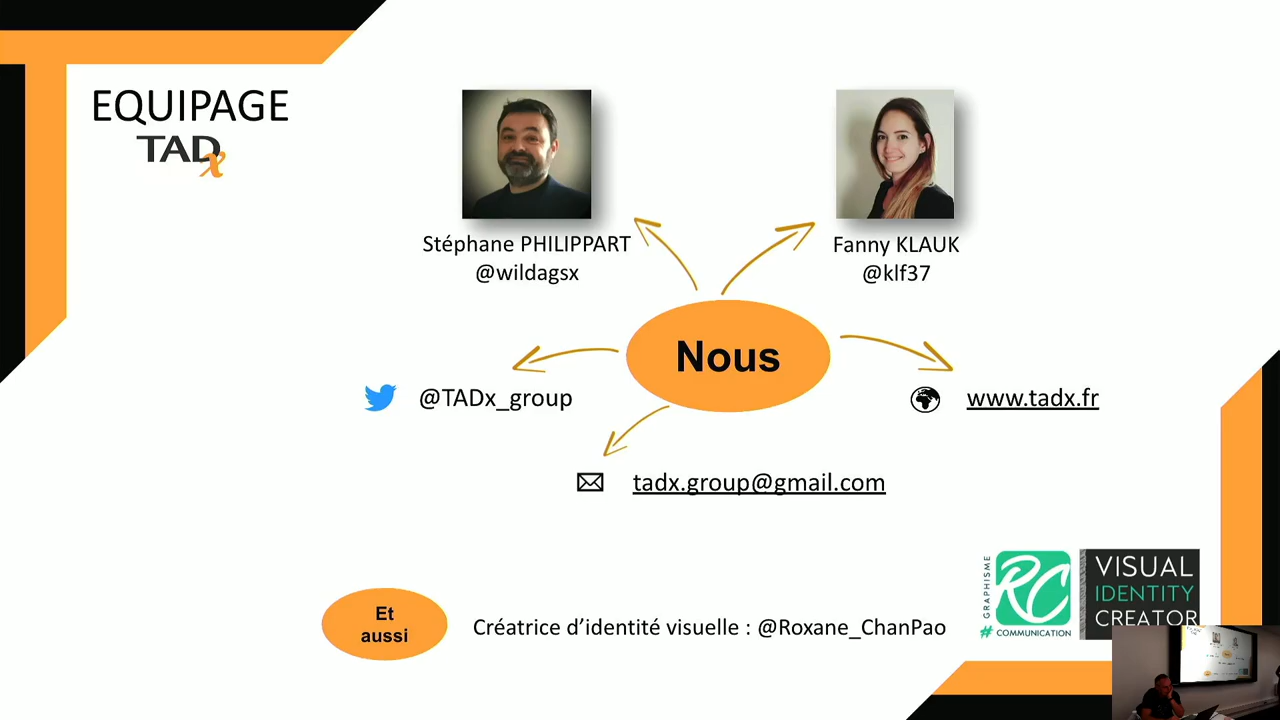 EQUIPAGE
TADx
Stéphane PHILIPPART
@wildagsx
Fanny KLAUK
@klf37
Nous
@TADx_group
www.tadx.fr
tadx.group@gmail.com
Et
aussi
Créatrice d’identité visuelle : @Roxane_ChanPao
# GRAPHISME
RC
COMMUNICATION
VISUAL
IDENTITY
CREATOR